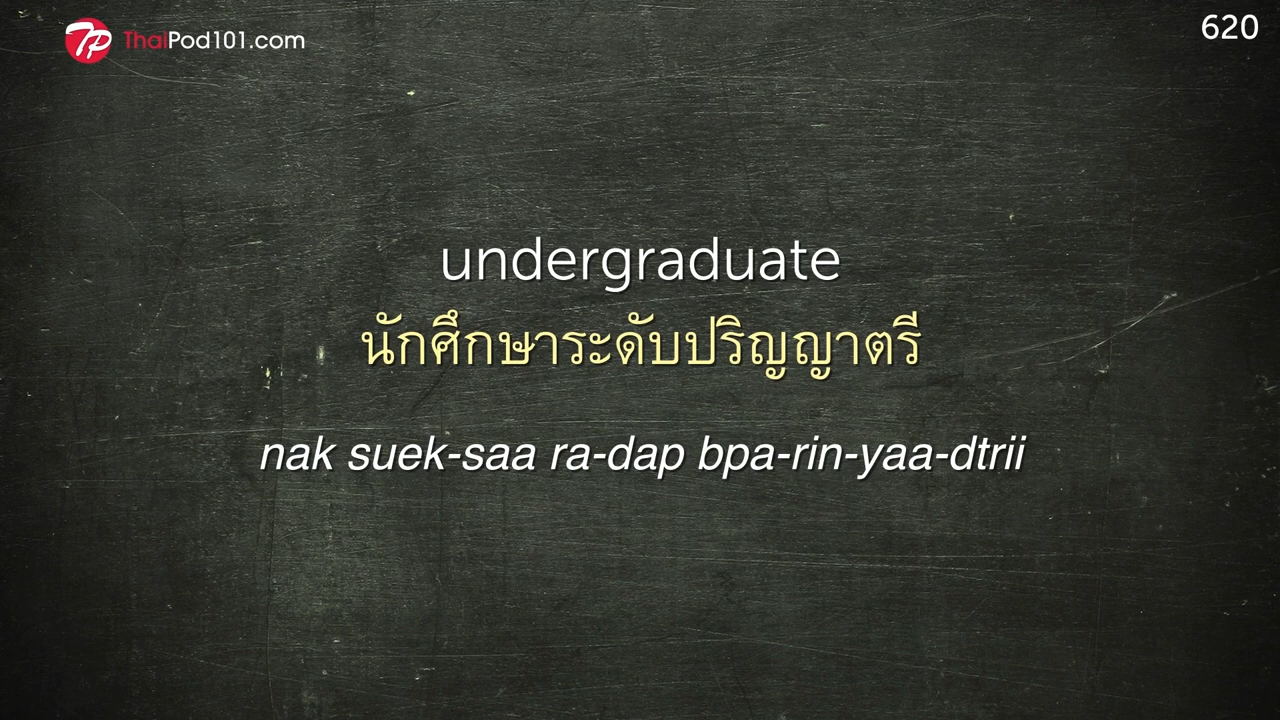 TP ThaiPod101.com
620
undergraduate
นักศึกษาระดับปริญญาตรี
nak suek-saa ra-dap bpa-rin-yaa-dtrii